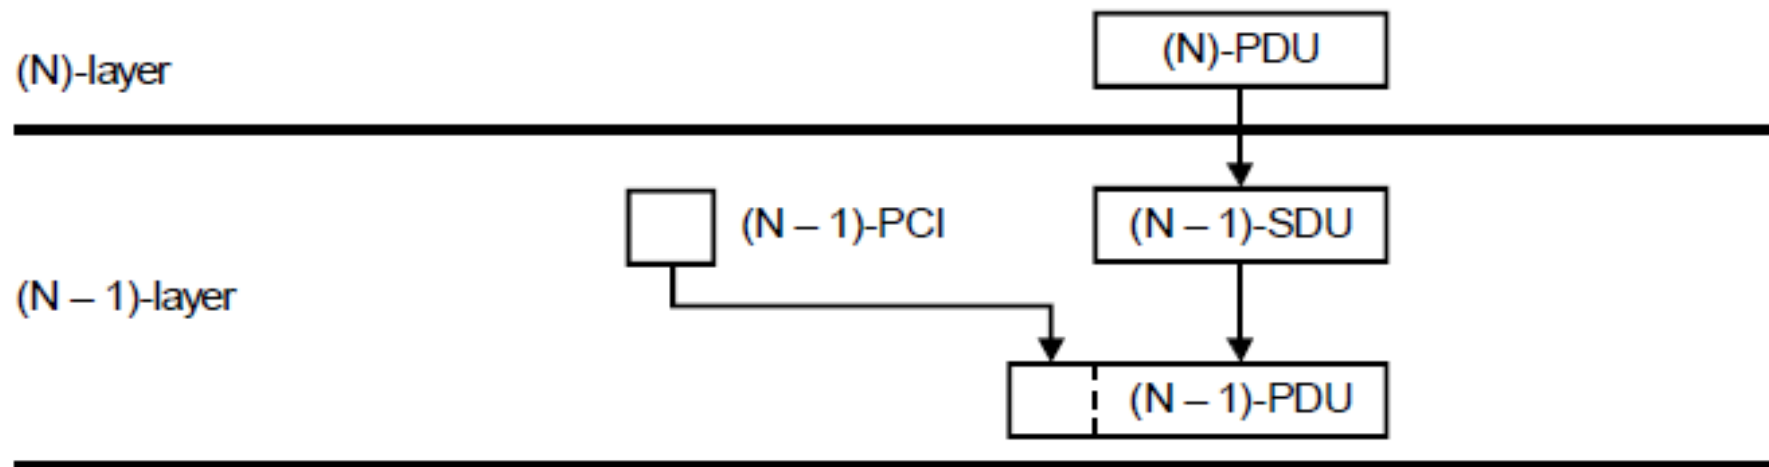 (N)-PDU
(N)-layer
(N – 1)-PCI
(N – 1)-SDU
(N – 1)-layer
(N – 1)-PDU